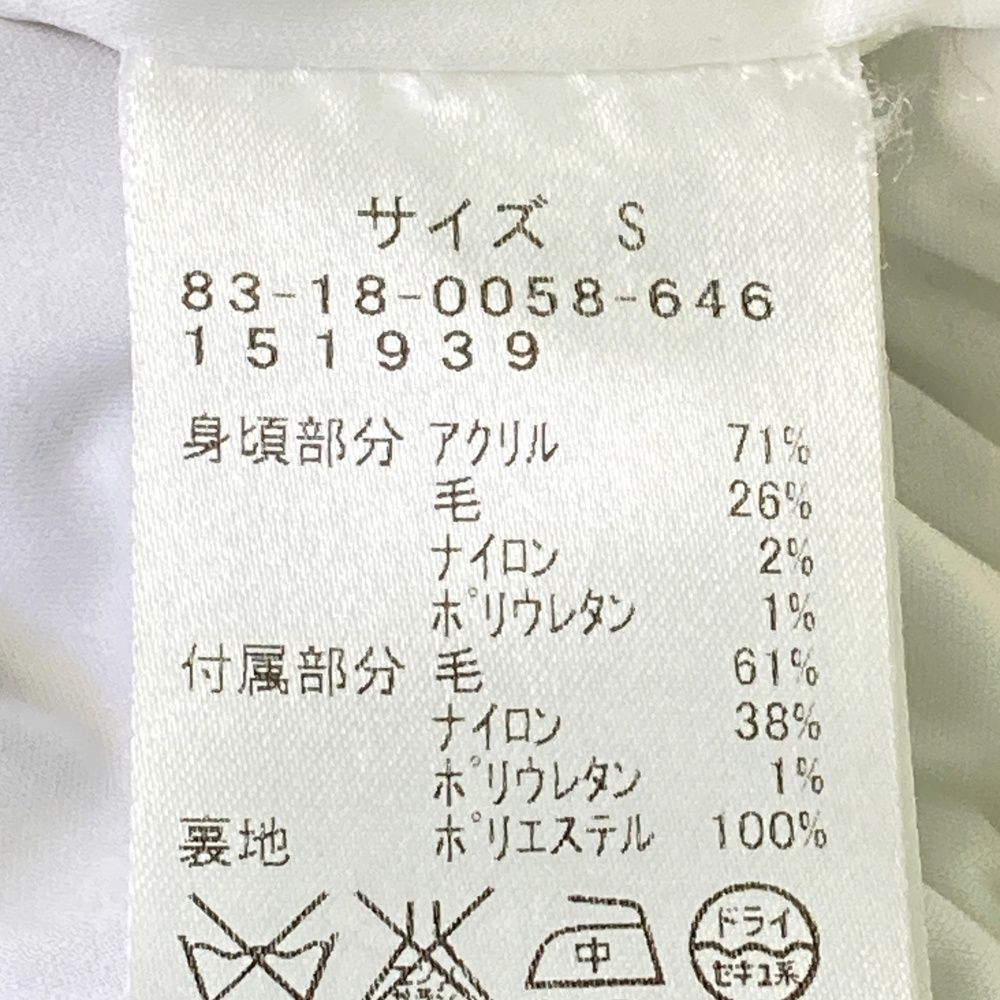 サイズ S
83-18-0058-646
151939
身頃部分 アクリル 71%
毛 26%
ナイロン 2%
ポリウレタン 1%
付属部分 毛 61%
ナイロン 38%
ポリウレタン 1%
裏地 ポリエステル 100%
中
ドライ
セキユ系